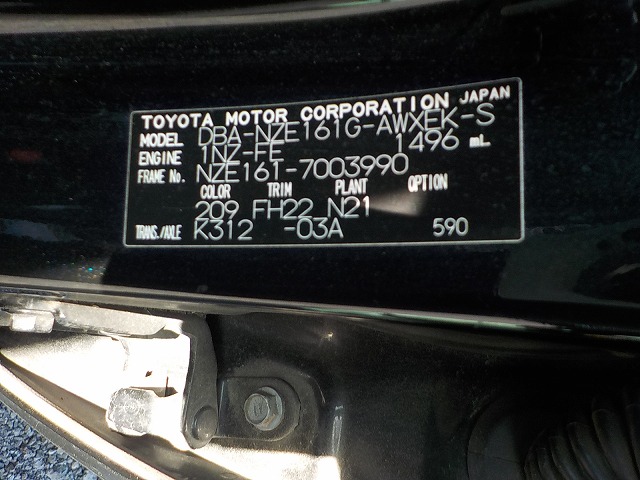 TOYOTA MOTOR CORPORATION JAPAN
MODEL DBA-NZE161G-AWXEK-S
ENGINE 1NZ-FE 1496 mL
FRAME No. NZE161-7003990
COLOR TRIM PLANT OPTION
209 FH22 N21
TRANS./AXLE K312 -03A 590